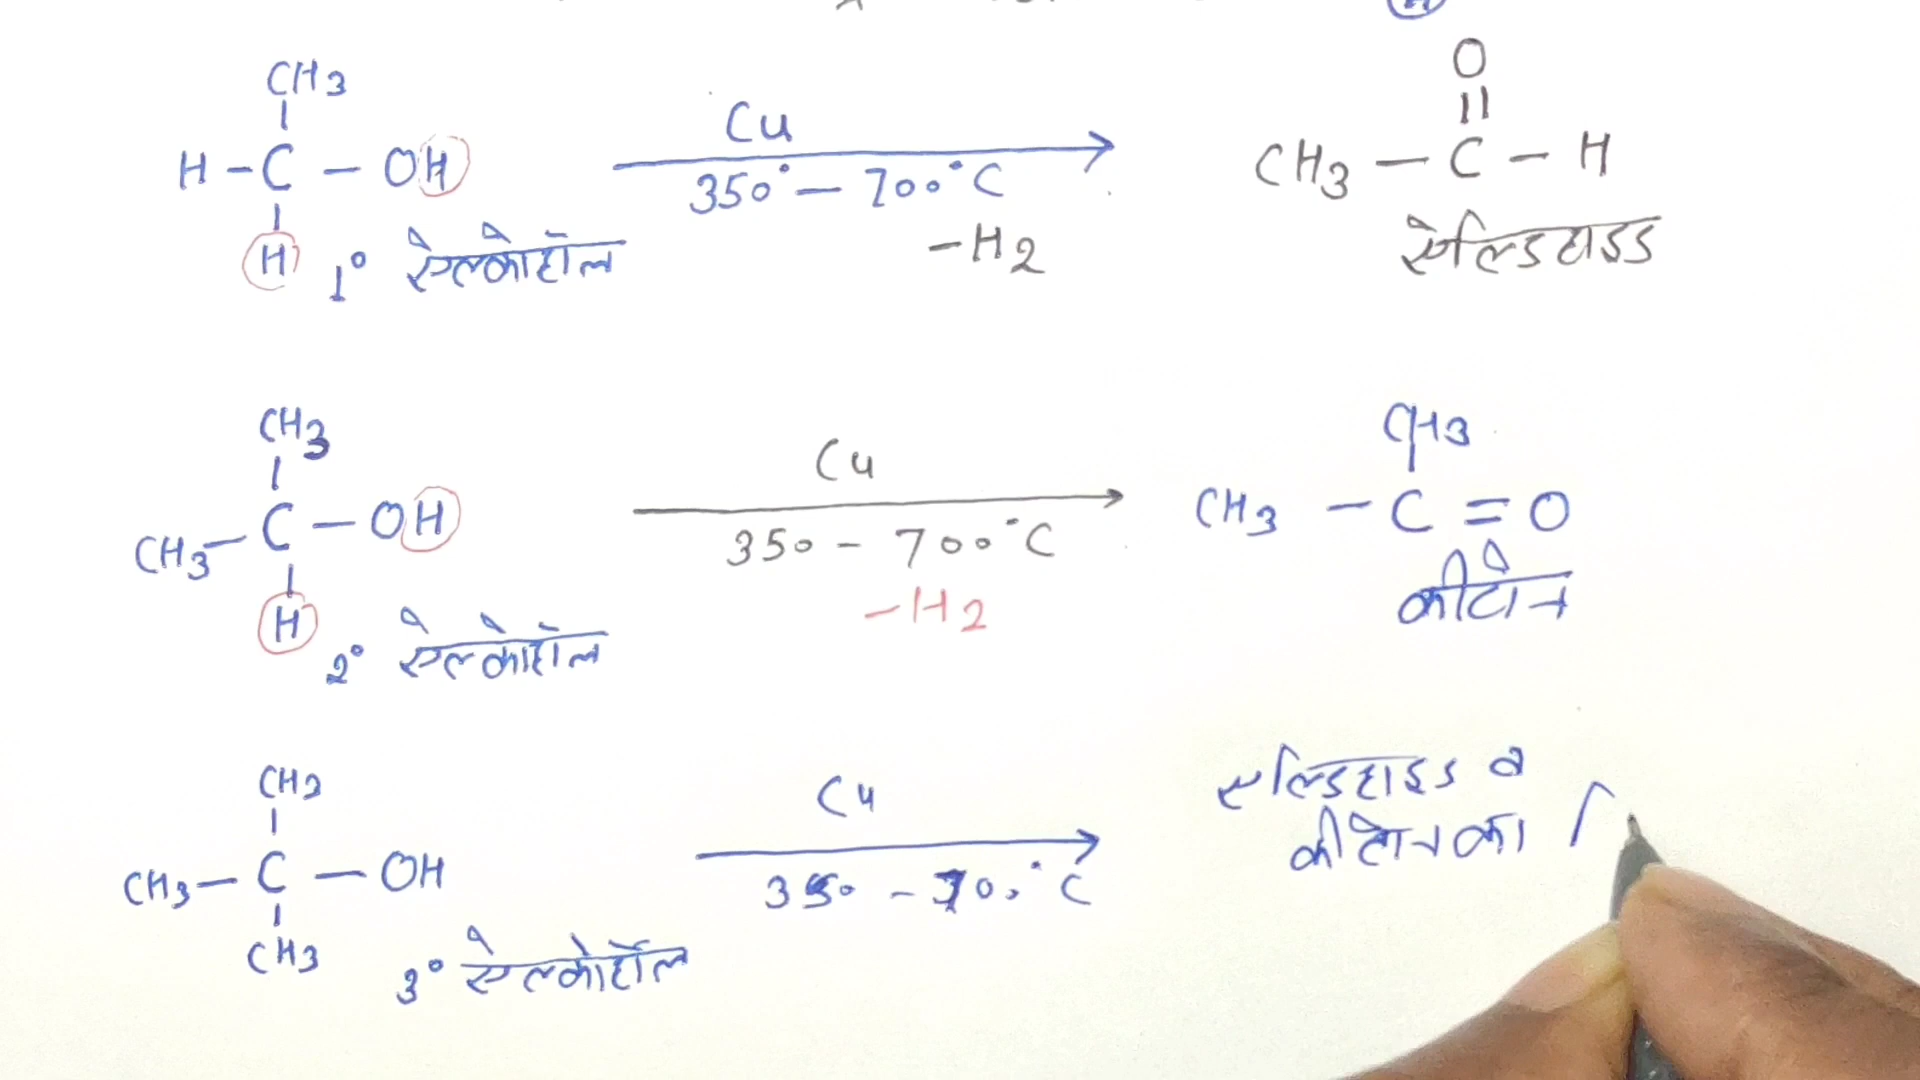 CH3
H - C - OH
H
1° ऐल्कोहॉल
Cu
350° - 700°C
-H2
O
CH3 - C - H
ऐल्डिहाइड
CH3
CH3 - C - OH
H
2° ऐल्कोहॉल
Cu
350 - 700°C
-H2
CH3
CH3 - C = O
कीटोन
CH3
CH3 - C - OH
CH3
3° ऐल्कोहॉल
Cu
350 - 700°C
एल्डिहाइड व
कीटोन का